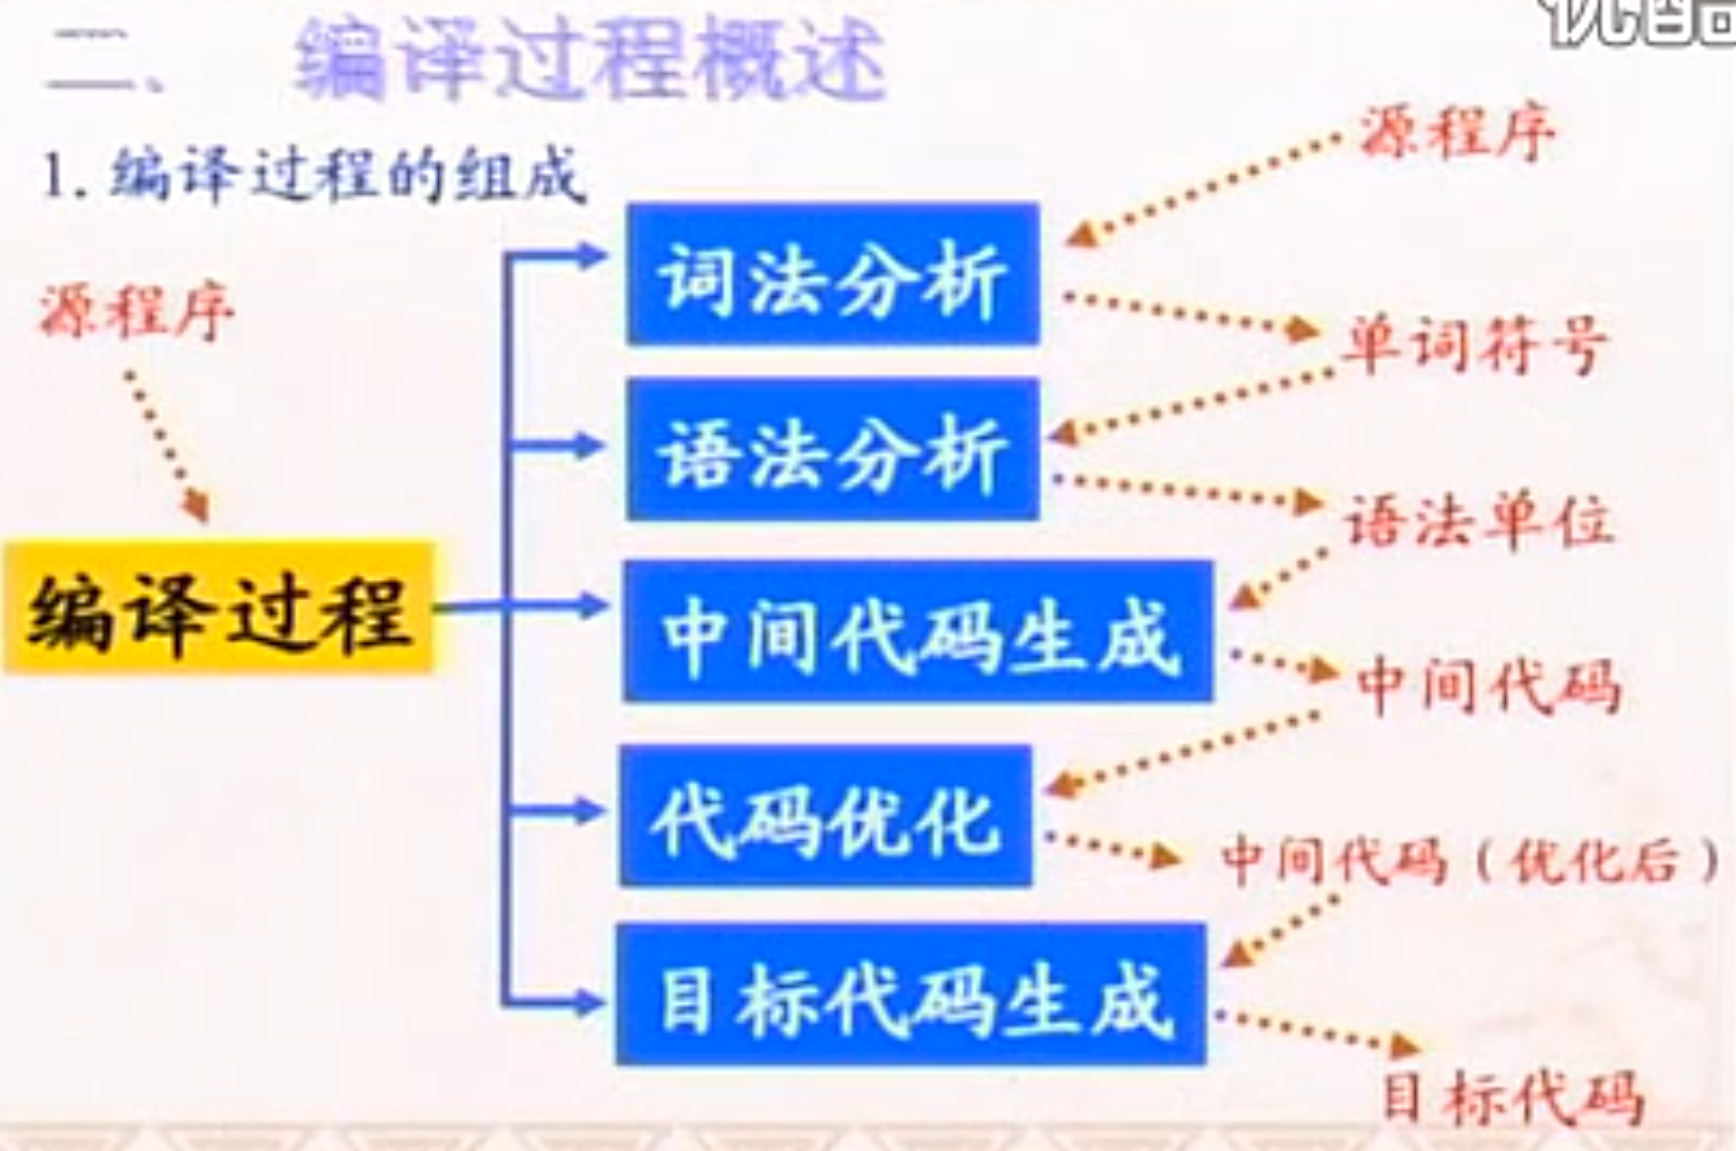 优酷
二、 编译过程概述
1. 编译过程的组成
源程序
编译过程
词法分析
语法分析
中间代码生成
代码优化
目标代码生成
源程序
单词符号
语法单位
中间代码
中间代码（优化后）
目标代码